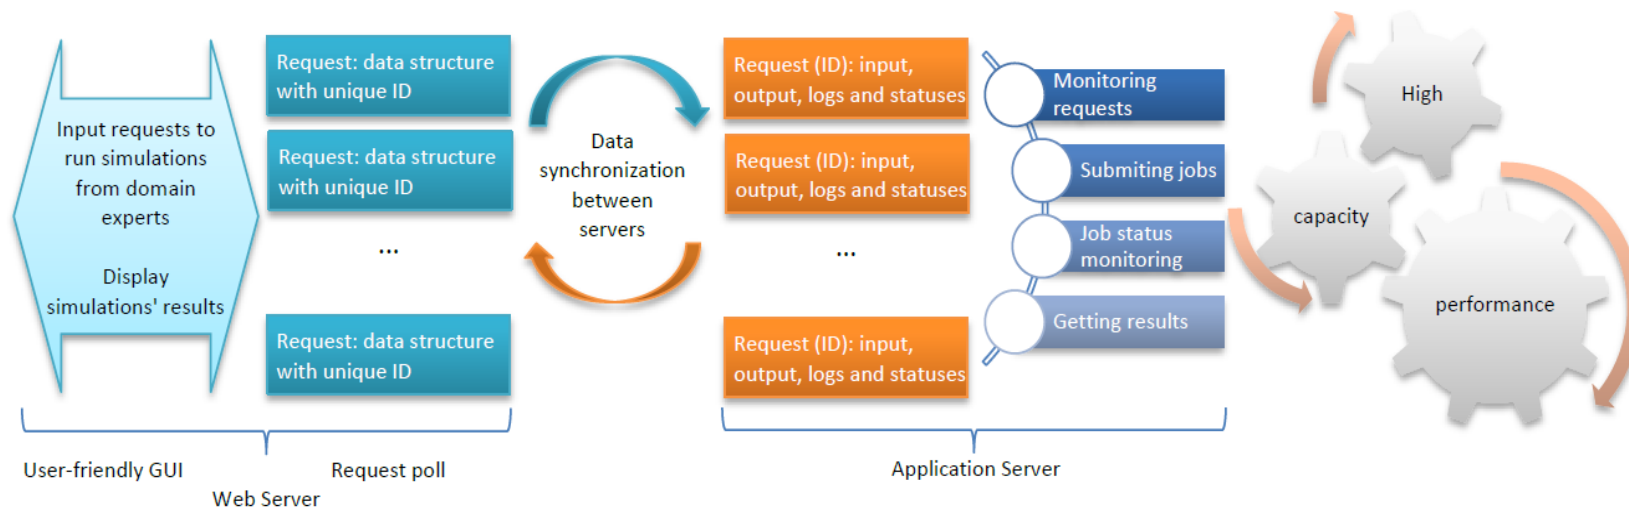 Input requests to
run simulations
from domain
experts
Display
simulations' results
Request: data structure
with unique ID
Request: data structure
with unique ID
...
Request: data structure
with unique ID
Data
synchronization
between
servers
Request (ID): input,
output, logs and statuses
Request (ID): input,
output, logs and statuses
...
Request (ID): input,
output, logs and statuses
Monitoring
requests
Submiting jobs
Job status
monitoring
Getting results
High
capacity
performance
User-friendly GUI
Request poll
Web Server
Application Server